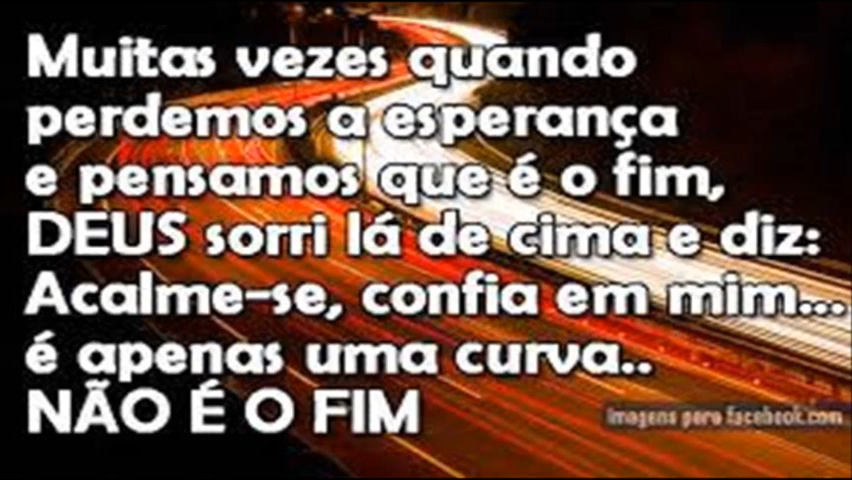 Muitas vezes quando
perdemos a esperança
e pensamos que é o fim,
DEUS sorri lá de cima e diz:
Acalme-se, confia em mim...
é apenas uma curva..
NÃO É O FIM
Imagens para facebook.com